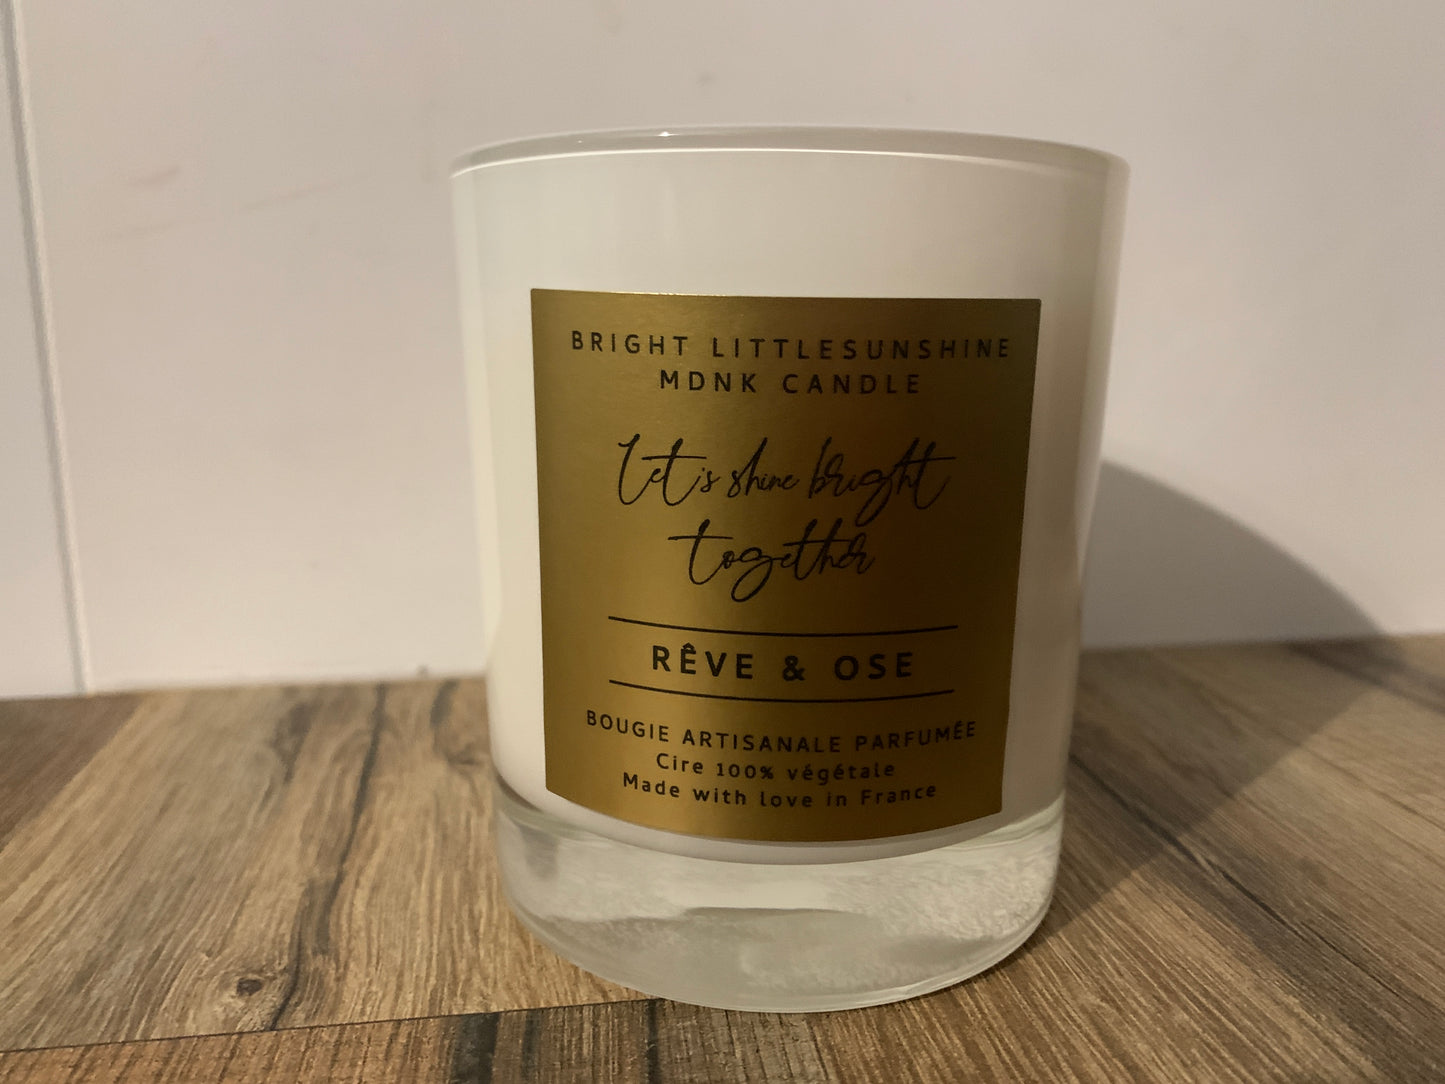 BRIGHT LITTLESUNSHINE
MDNK CANDLE
Let's shine bright
together
RÊVE & OSE
BOUGIE ARTISANALE PARFUMÉE
Cire 100% végétale
Made with love in France